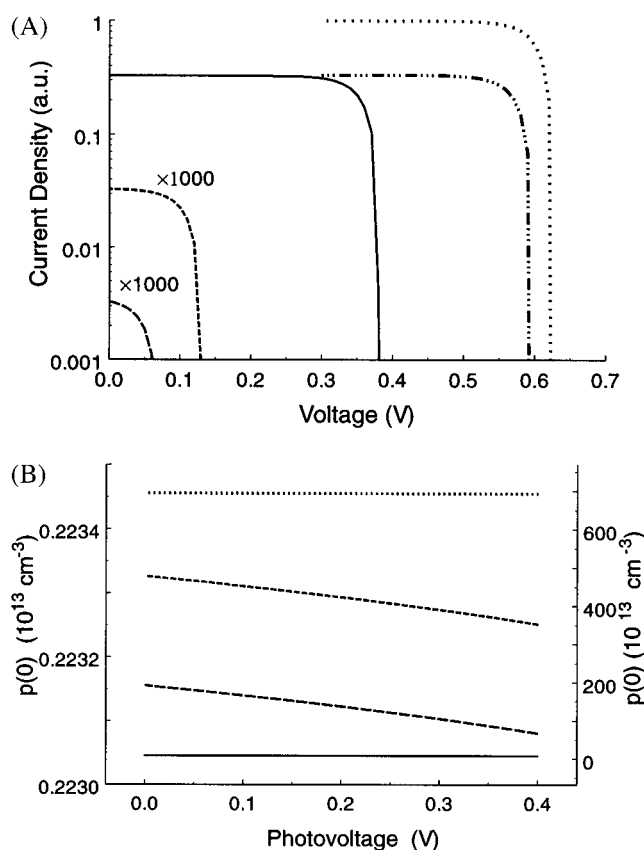 (A)
Current Density (a.u.)
1
0.1
0.01
0.001
×1000
×1000
0.0 0.1 0.2 0.3 0.4 0.5 0.6 0.7
Voltage (V)
(B)
p(0) (10^13 cm^-3)
0.2234
0.2232
0.2231
0.2230
600
400
200
0
p(0) (10^13 cm^-3)
0.0 0.1 0.2 0.3 0.4
Photovoltage (V)